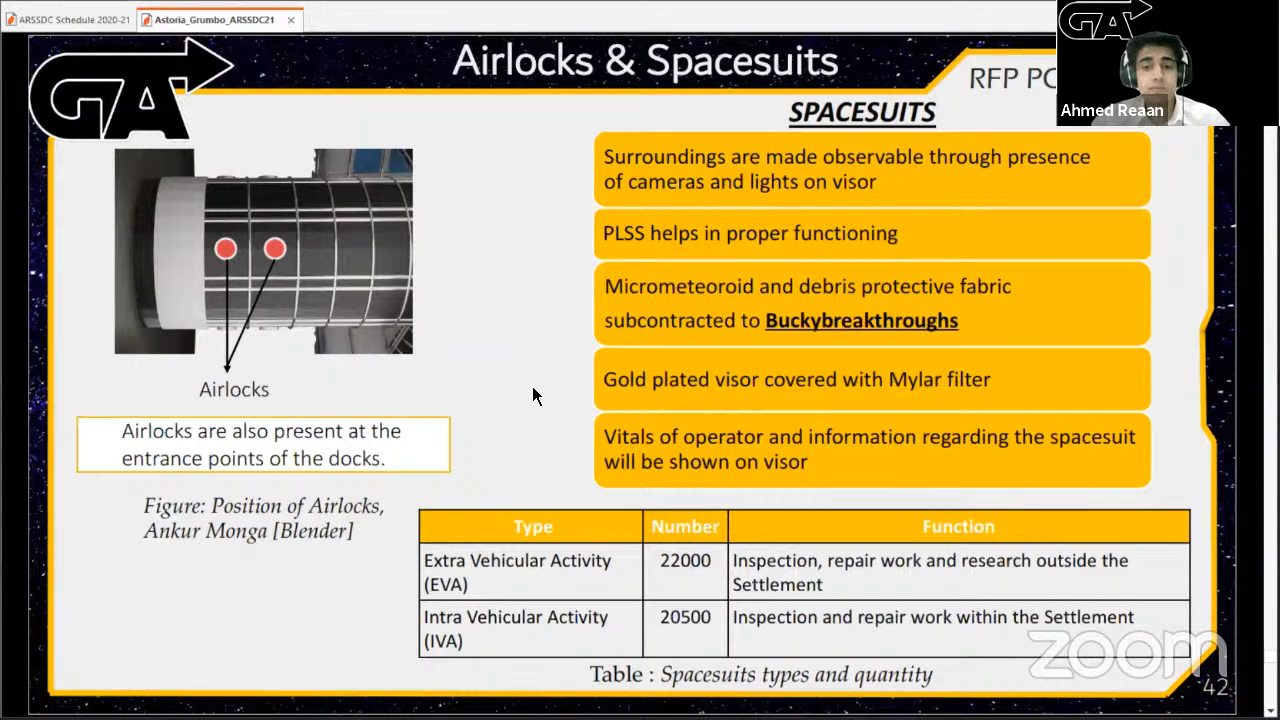 ARSSDC Schedule 2020-21
Astoria_Grumbo_ARSSDC21
GA
Airlocks & Spacesuits
RFP PO
GA
Ahmed Reaan
SPACESUITS
Surroundings are made observable through presence
of cameras and lights on visor
PLSS helps in proper functioning
Micrometeoroid and debris protective fabric
subcontracted to Buckybreakthroughs
Gold plated visor covered with Mylar filter
Vitals of operator and information regarding the spacesuit
will be shown on visor
Airlocks
Airlocks are also present at the
entrance points of the docks.
Figure: Position of Airlocks,
Ankur Monga [Blender]
Type Number Function
Extra Vehicular Activity 22000 Inspection, repair work and research outside the
(EVA) Settlement
Intra Vehicular Activity 20500 Inspection and repair work within the Settlement
(IVA)
Table : Spacesuits types and quantity
zoom
42